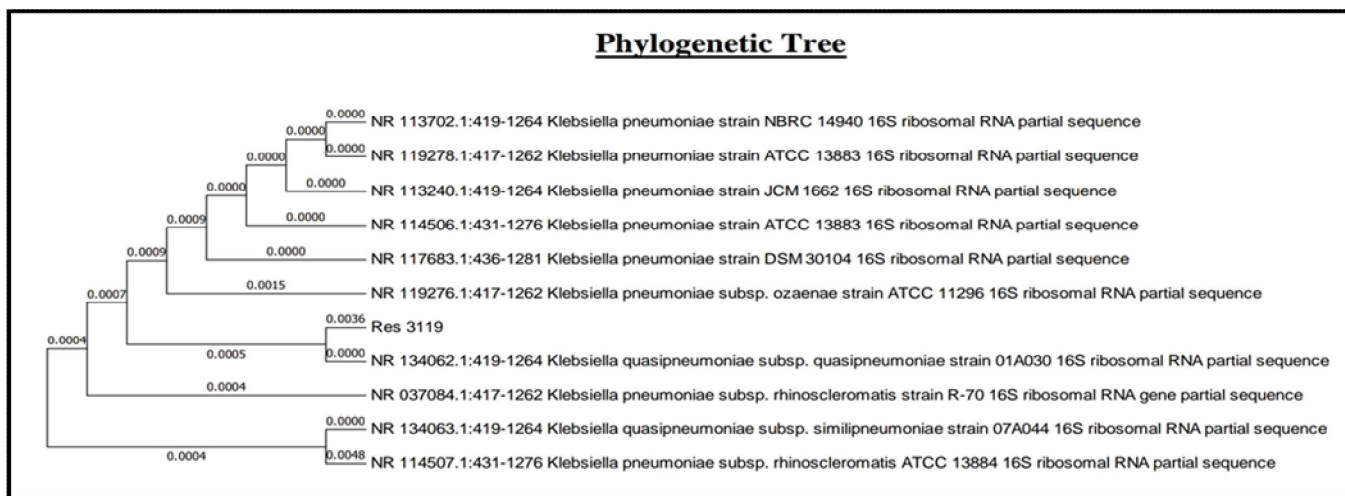 Phylogenetic Tree
0.0000
NR 113702.1:419-1264 Klebsiella pneumoniae strain NBRC 14940 16S ribosomal RNA partial sequence
0.0000
0.0000
NR 119278.1:417-1262 Klebsiella pneumoniae strain ATCC 13883 16S ribosomal RNA partial sequence
0.0000
0.0000
NR 113240.1:419-1264 Klebsiella pneumoniae strain JCM 1662 16S ribosomal RNA partial sequence
0.0000
0.0000
NR 114506.1:431-1276 Klebsiella pneumoniae strain ATCC 13883 16S ribosomal RNA partial sequence
0.0009
0.0000
NR 117683.1:436-1281 Klebsiella pneumoniae strain DSM 30104 16S ribosomal RNA partial sequence
0.0009
0.0015
NR 119276.1:417-1262 Klebsiella pneumoniae subsp. ozaenae strain ATCC 11296 16S ribosomal RNA partial sequence
0.0007
0.0036
Res 3119
0.0004
0.0005
0.0000
NR 134062.1:419-1264 Klebsiella quasipneumoniae subsp. quasipneumoniae strain 01A030 16S ribosomal RNA partial sequence
0.0004
NR 037084.1:417-1262 Klebsiella pneumoniae subsp. rhinoscleromatis strain R-70 16S ribosomal RNA gene partial sequence
0.0000
NR 134063.1:419-1264 Klebsiella quasipneumoniae subsp. similipneumoniae strain 07A044 16S ribosomal RNA partial sequence
0.0004
0.0048
NR 114507.1:431-1276 Klebsiella pneumoniae subsp. rhinoscleromatis ATCC 13884 16S ribosomal RNA partial sequence